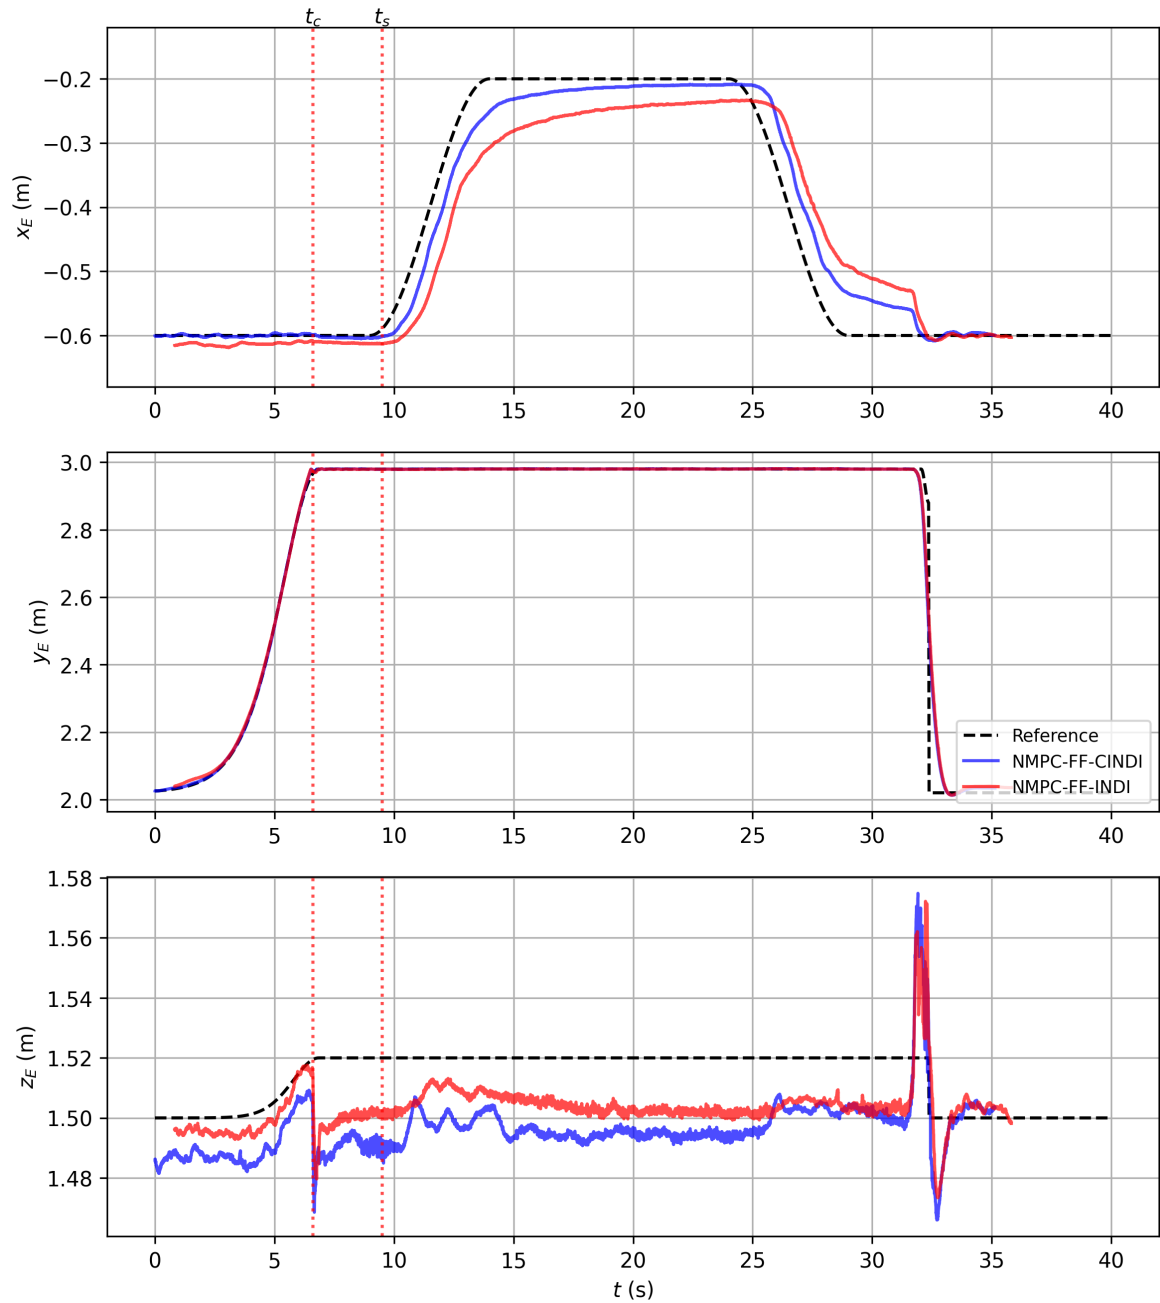 t_c t_s
−0.2
−0.3
−0.4
−0.5
−0.6
x_E (m)
0 5 10 15 20 25 30 35 40
3.0
2.8
2.6
2.4
2.2
2.0
y_E (m)
Reference
NMPC-FF-CINDI
NMPC-FF-INDI
0 5 10 15 20 25 30 35 40
1.58
1.56
1.54
1.52
1.50
1.48
z_E (m)
0 5 10 15 20 25 30 35 40
t (s)